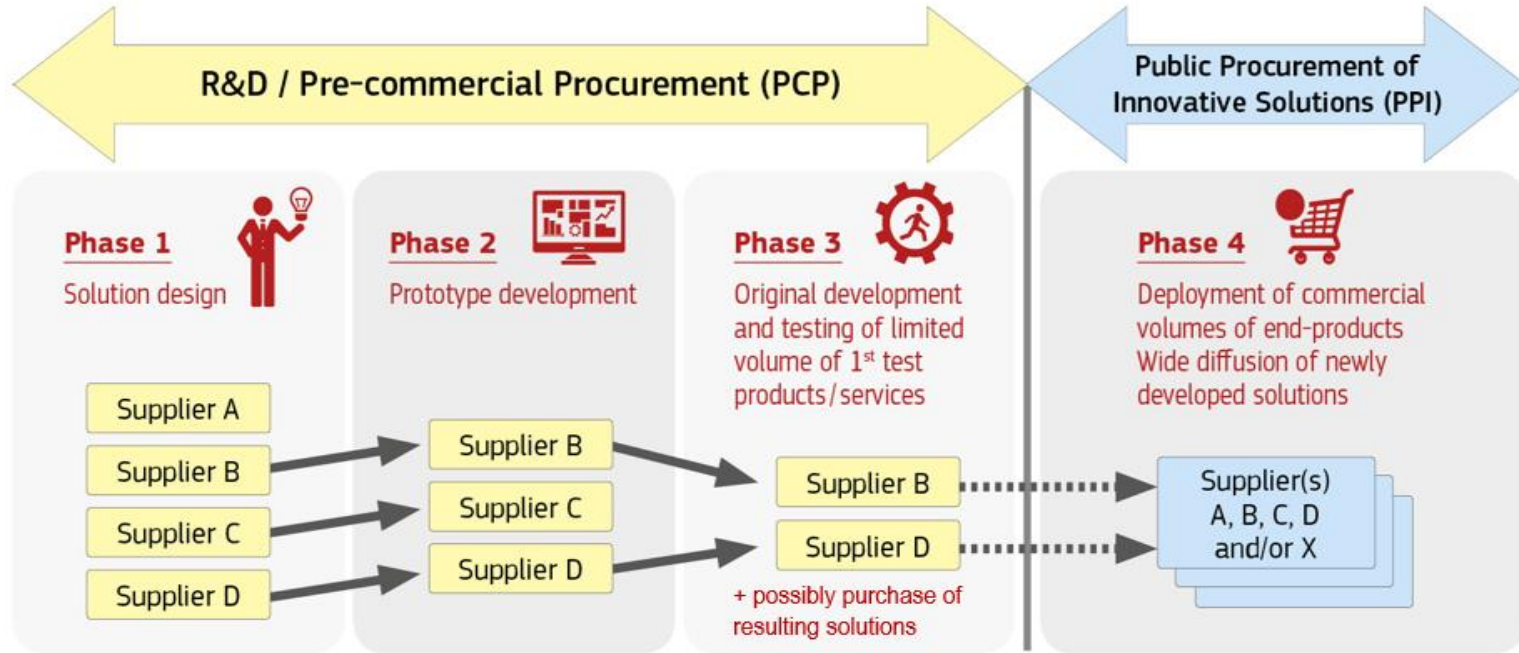 R&D / Pre-commercial Procurement (PCP)
Public Procurement of
Innovative Solutions (PPI)
Phase 1
Solution design
Supplier A
Supplier B
Supplier C
Supplier D
Phase 2
Prototype development
Supplier B
Supplier C
Supplier D
Phase 3
Original development
and testing of limited
volume of 1st test
products/services
Supplier B
Supplier D
+ possibly purchase of
resulting solutions
Phase 4
Deployment of commercial
volumes of end-products
Wide diffusion of newly
developed solutions
Supplier(s)
A, B, C, D
and/or X